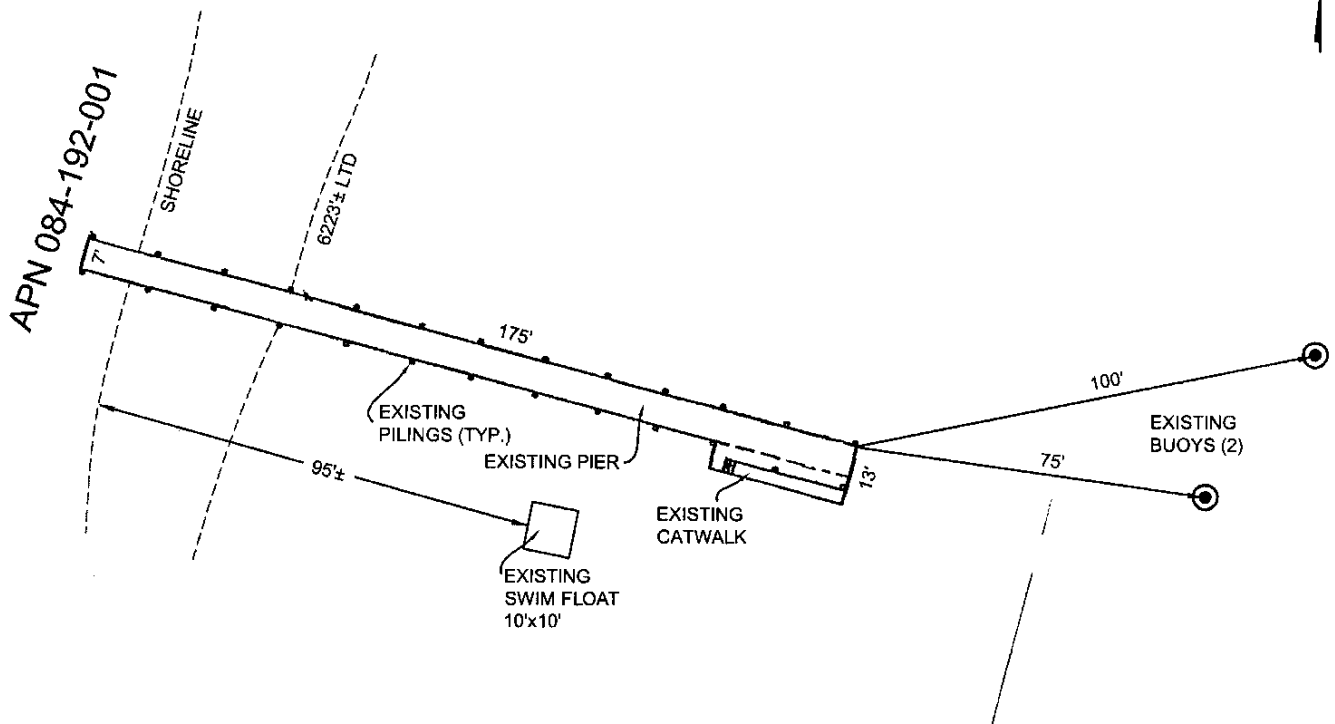 APN 084-192-001
SHORELINE
6223'± LTD
7'
175'
100'
EXISTING
BUOYS (2)
75'
EXISTING
PILINGS (TYP.)
EXISTING PIER
13'
95'±
EXISTING
CATWALK
EXISTING
SWIM FLOAT
10'x10'